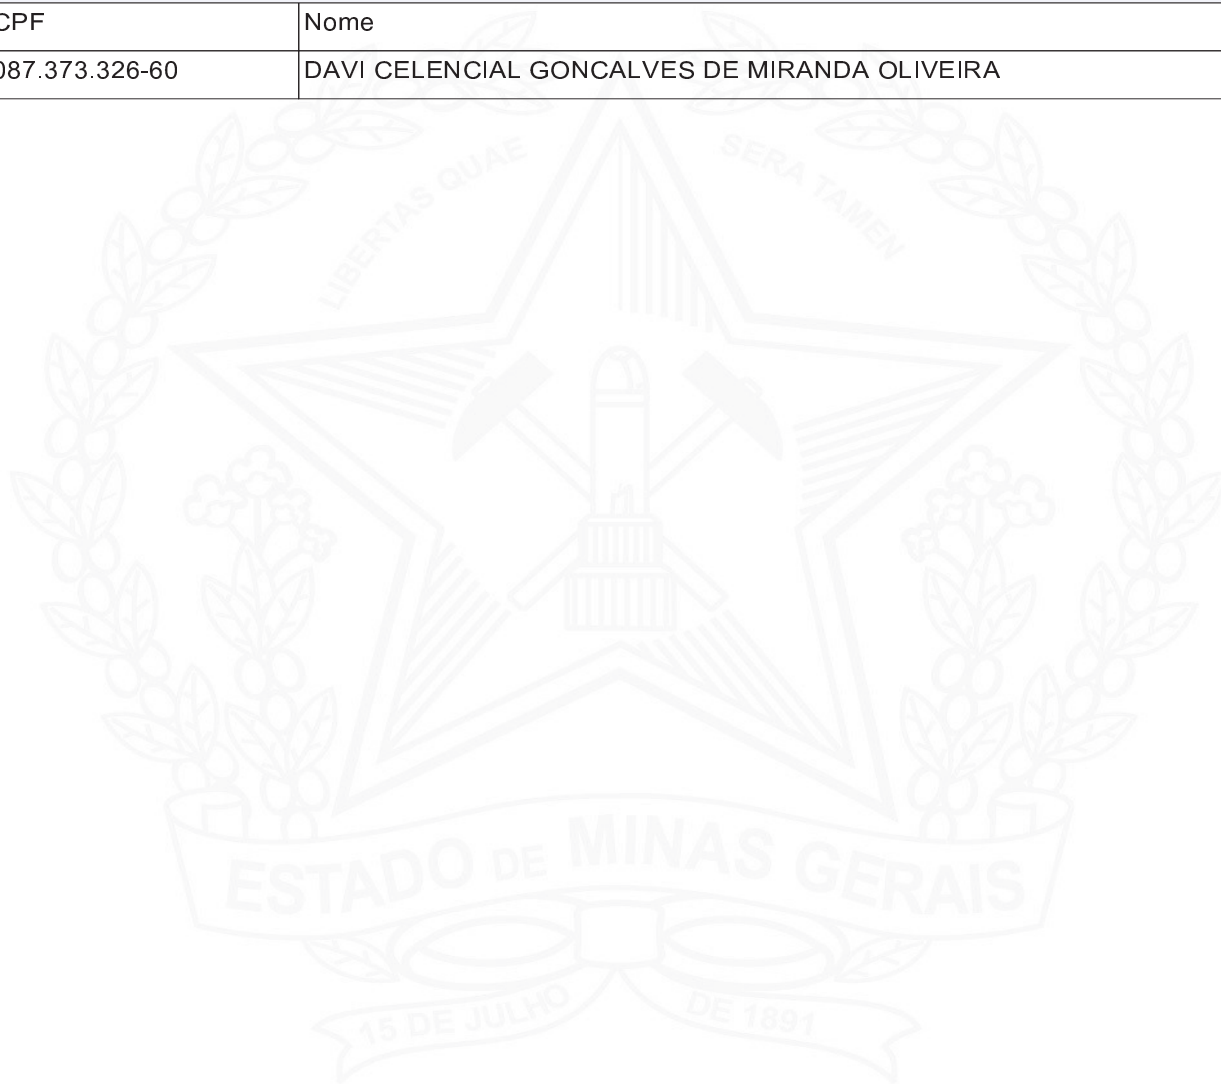 CPF Nome
087.373.326-60 DAVI CELENCIAL GONCALVES DE MIRANDA OLIVEIRA
LIBERTAS QUAE SERA TAMEN
ESTADO DE MINAS GERAIS
15 DE JULHO DE 1891